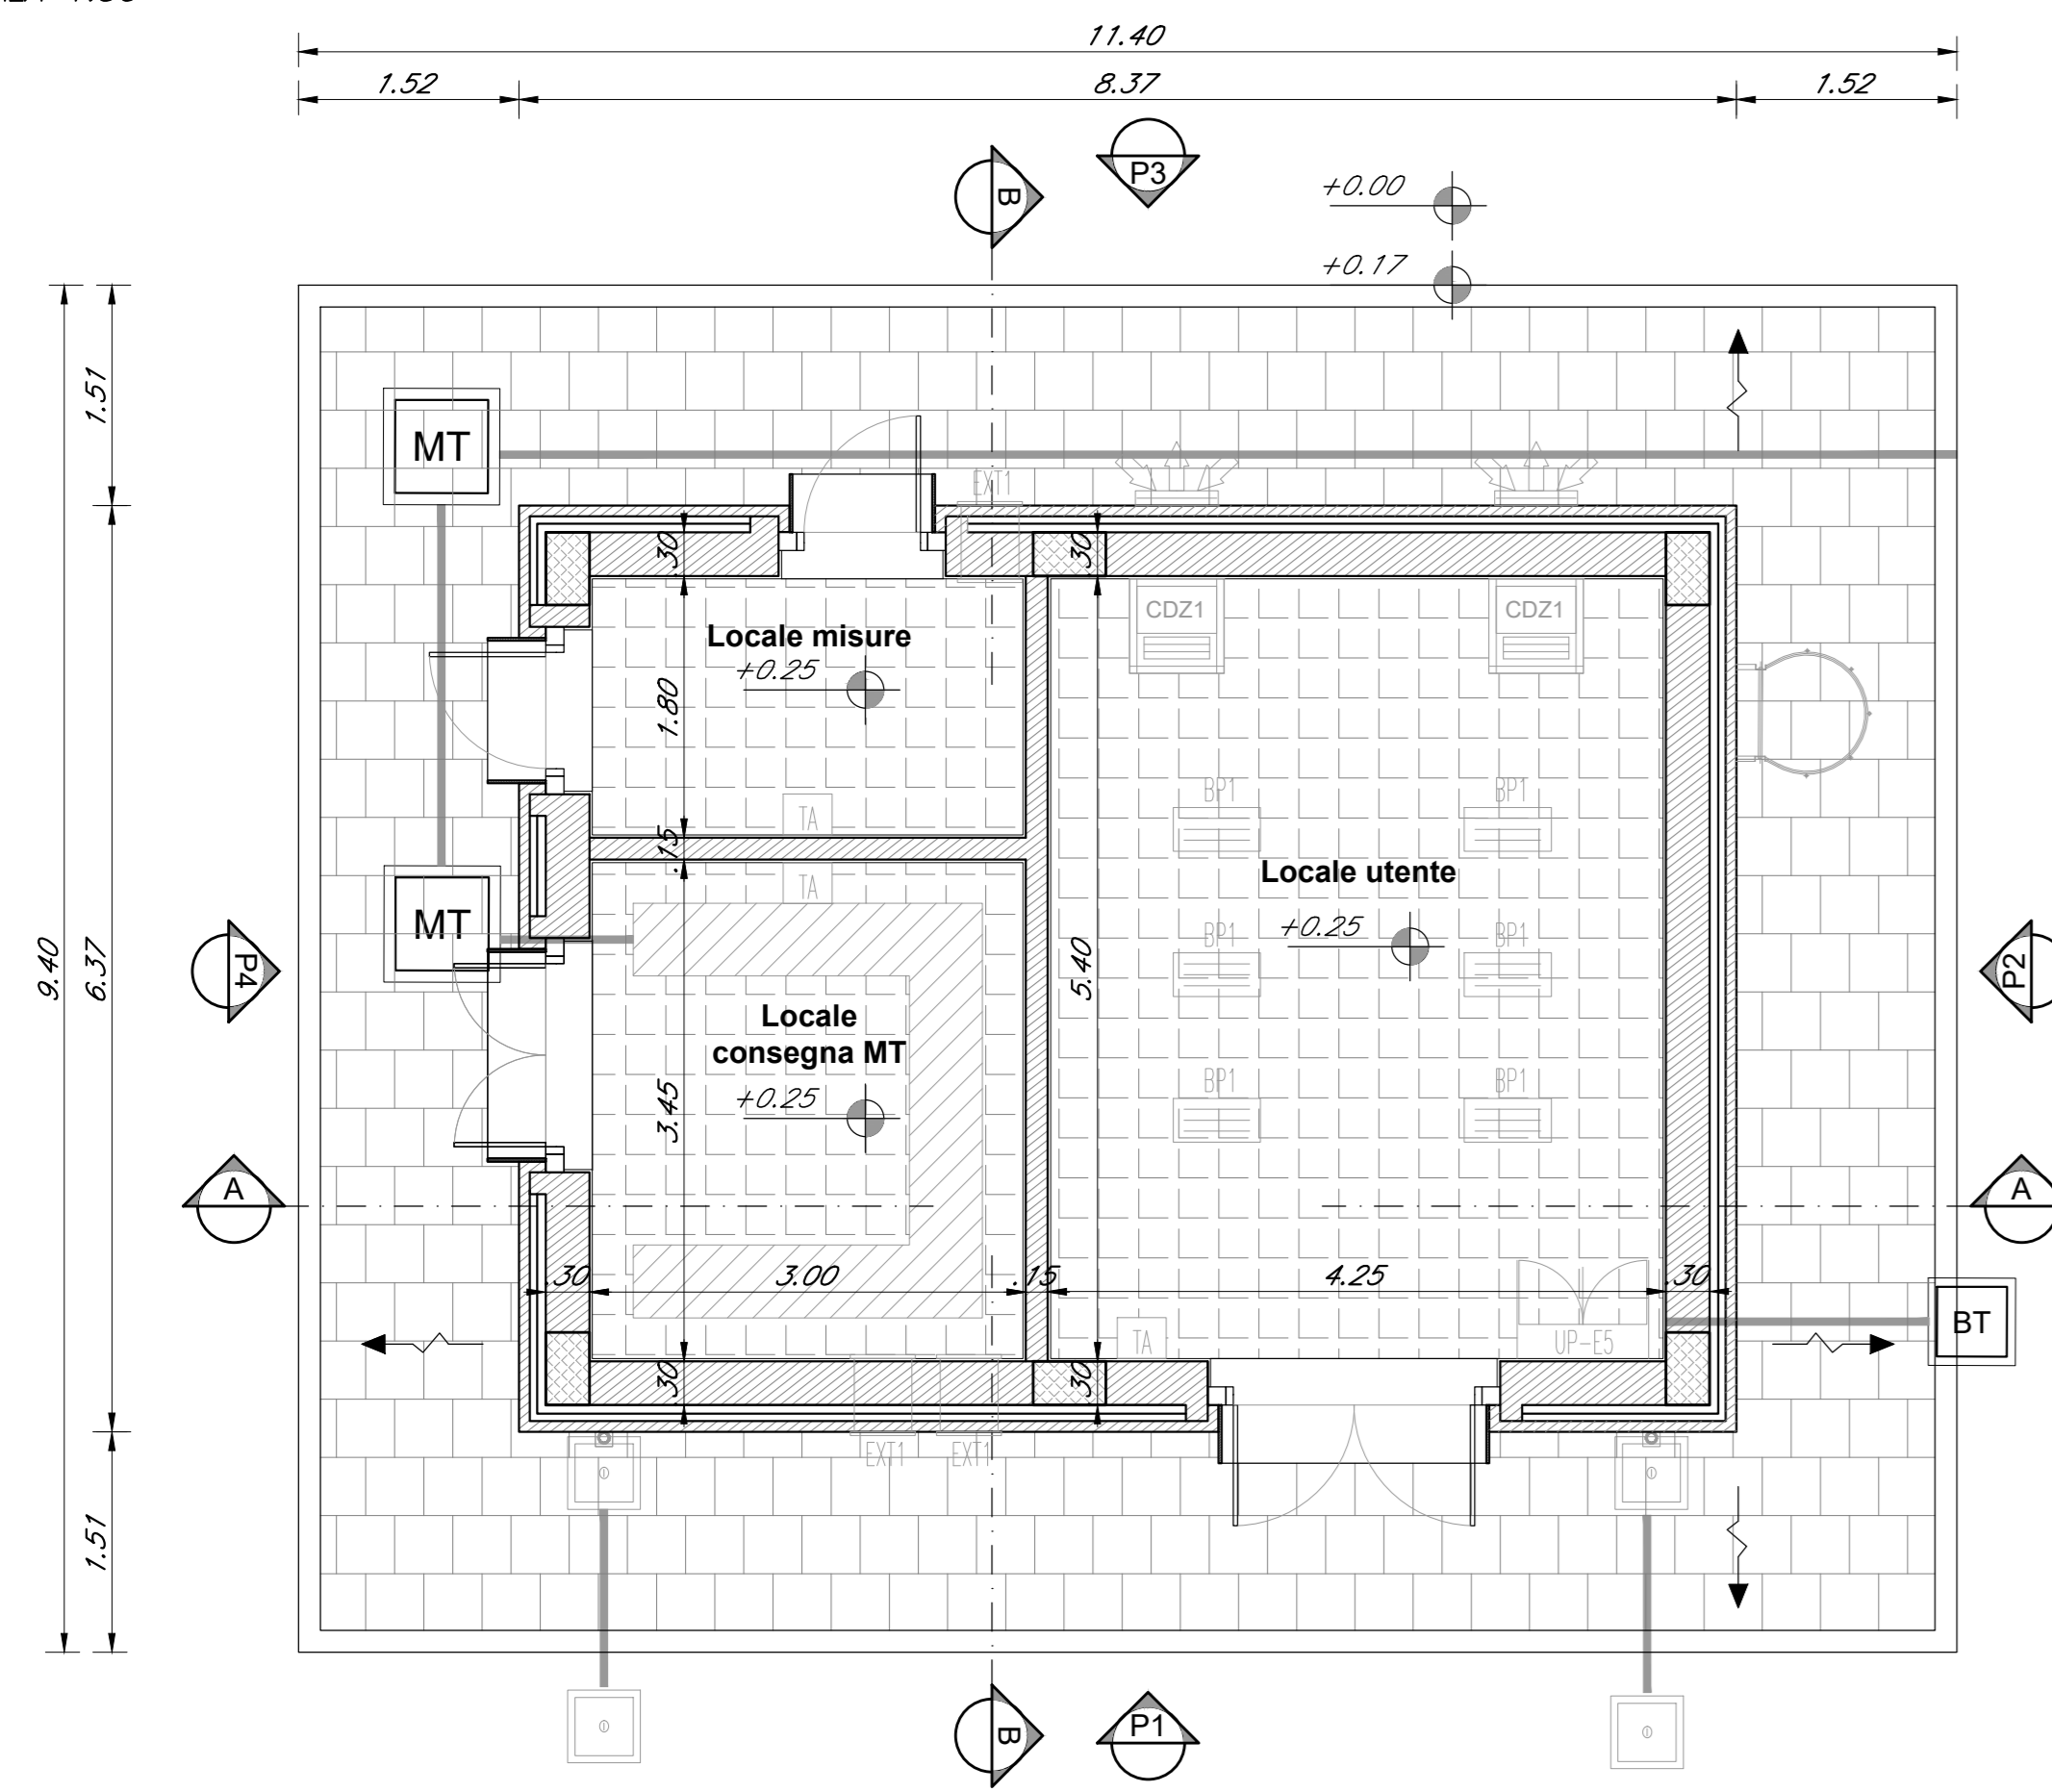 11.40
1.52
8.37
1.52
P3
B
+0.00
+0.17
1.51
MT
EXT1
.30
.30
CDZ1
CDZ1
Locale misure
+0.25
1.80
BP1
BP1
TA
.15
TA
Locale utente
MT
+0.25
BP1
BP1
9.40
6.37
P4
5.40
P2
Locale
consegna MT
+0.25
3.45
BP1
BP1
A
A
.30
3.00
.15
4.25
.30
BT
TA
UP-E5
.30
.30
EXT1
EXT1
1.51
B
P1